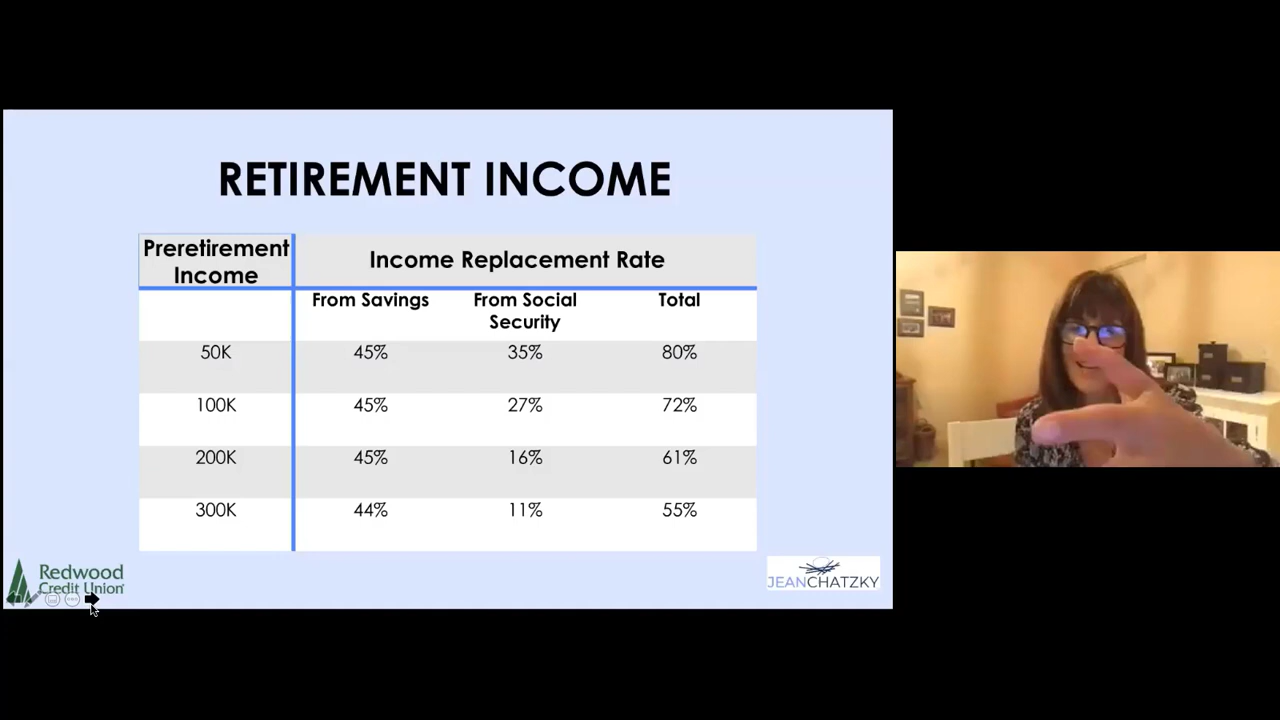 RETIREMENT INCOME
Preretirement
Income
Income Replacement Rate
From Savings
From Social
Security
Total
50K 45% 35% 80%
100K 45% 27% 72%
200K 45% 16% 61%
300K 44% 11% 55%
Redwood
Credit Union
JEANCHATZKY